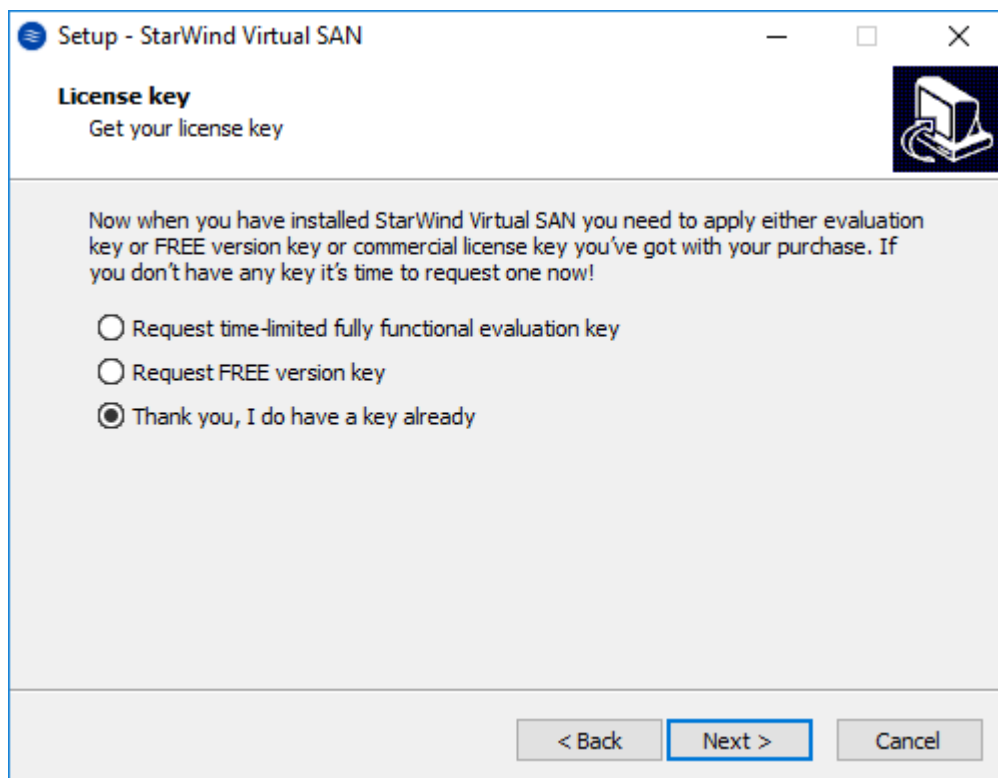 Setup - StarWind Virtual SAN
License key
Get your license key
Now when you have installed StarWind Virtual SAN you need to apply either evaluation
key or FREE version key or commercial license key you’ve got with your purchase. If
you don’t have any key it’s time to request one now!
Request time-limited fully functional evaluation key
Request FREE version key
Thank you, I do have a key already
< Back Next > Cancel